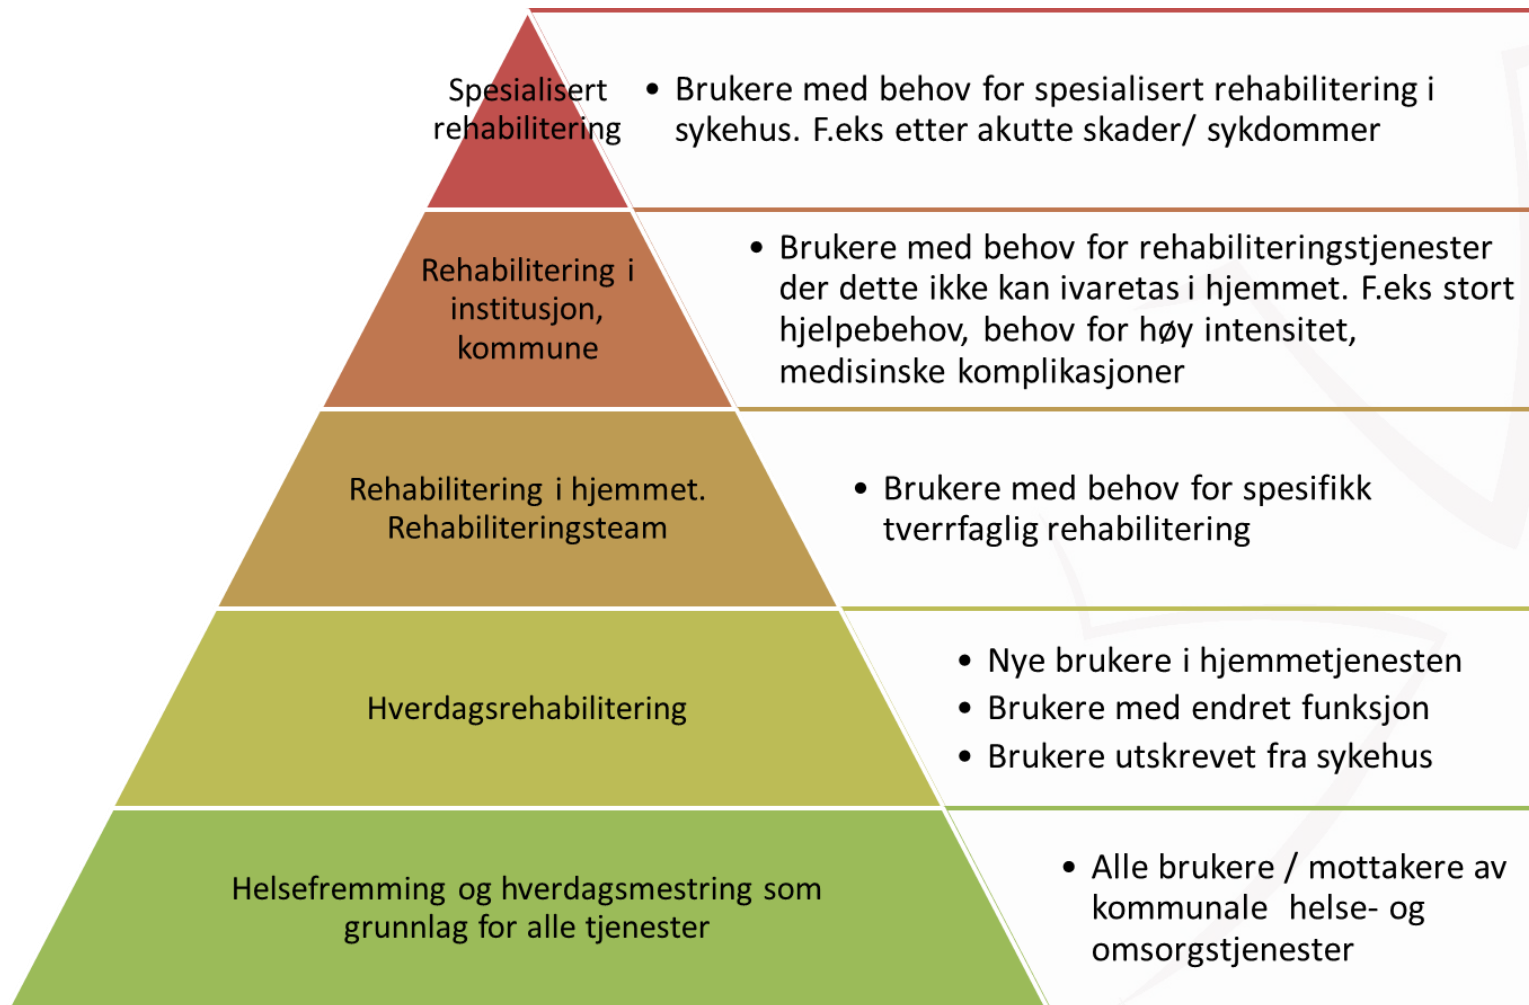 Spesialisert
rehabilitering
• Brukere med behov for spesialisert rehabilitering i
sykehus. F.eks etter akutte skader/ sykdommer
Rehabilitering i
institusjon,
kommune
• Brukere med behov for rehabiliteringstjenester
der dette ikke kan ivaretas i hjemmet. F.eks stort
hjelpebehov, behov for høy intensitet,
medisinske komplikasjoner
Rehabilitering i hjemmet.
Rehabiliteringsteam
• Brukere med behov for spesifikk
tverrfaglig rehabilitering
Hverdagsrehabilitering
• Nye brukere i hjemmetjenesten
• Brukere med endret funksjon
• Brukere utskrevet fra sykehus
Helsefremming og hverdagsmestring som
grunnlag for alle tjenester
• Alle brukere / mottakere av
kommunale helse- og
omsorgstjenester